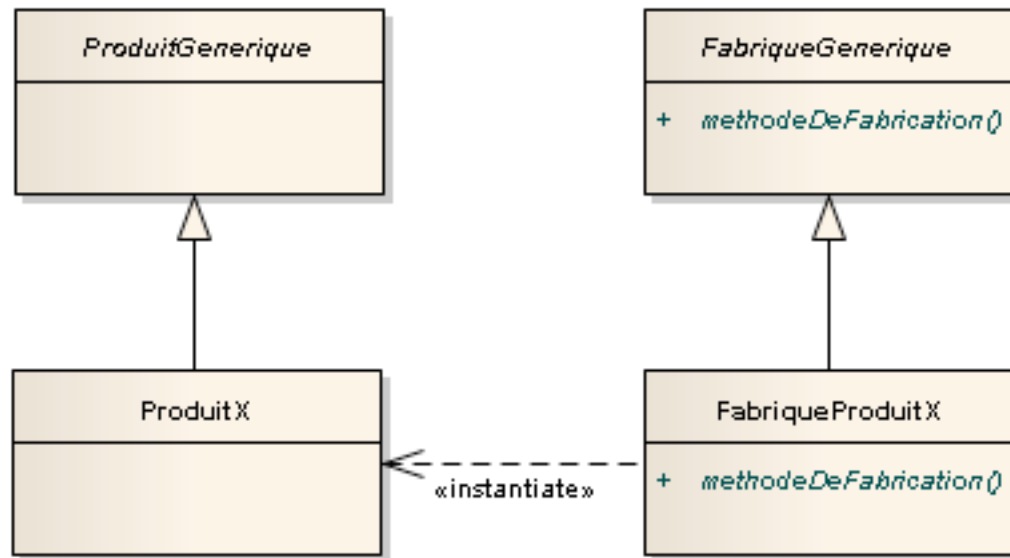 ProduitGenerique
FabriqueGenerique
+ methodeDeFabrication()
ProduitX
FabriqueProduitX
+ methodeDeFabrication()
«instantiate»